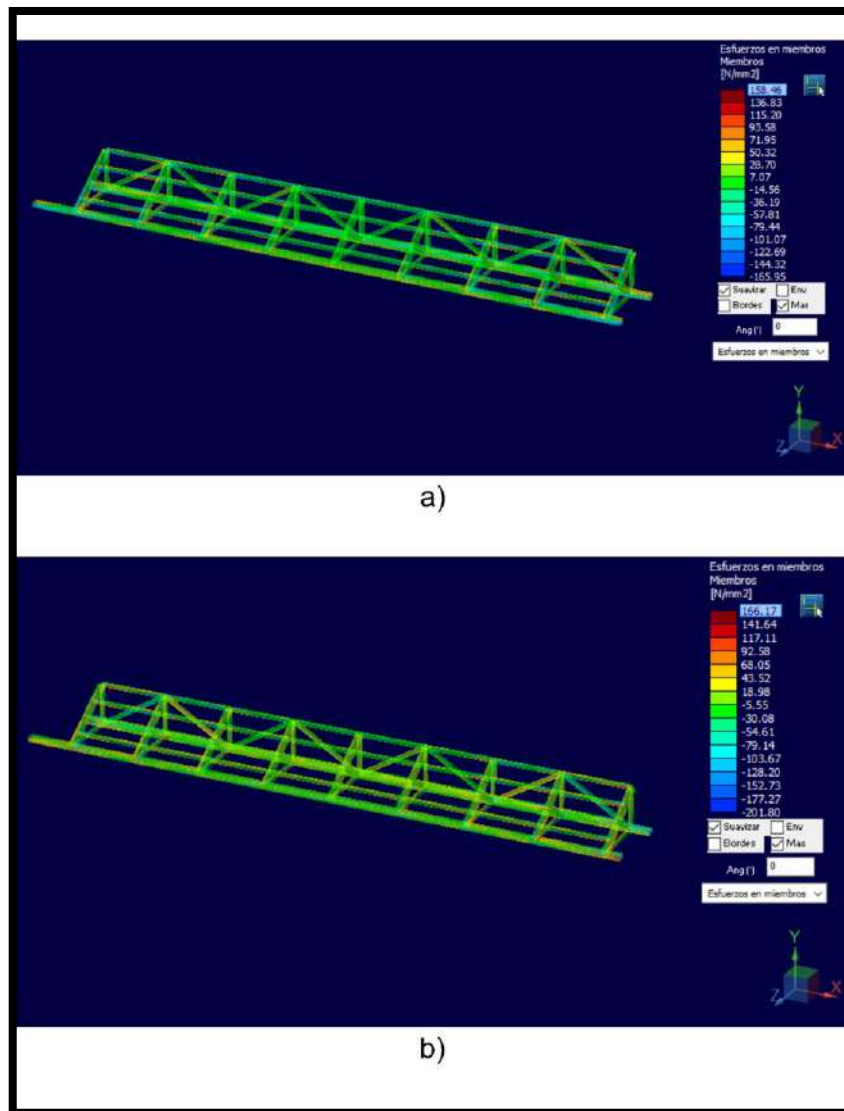 Esfuerzos en miembros
Miembros
[N/mm2]
158.46
136.83
115.20
93.58
71.95
50.32
28.70
7.07
-14.56
-36.19
-57.81
-79.44
-101.07
-122.69
-144.32
-165.95
Suavizar Env
Bordes Mas
Ang(°) 0
Esfuerzos en miembros
Y
Z X
a)
Esfuerzos en miembros
Miembros
[N/mm2]
166.17
141.64
117.11
92.58
68.05
43.52
18.98
-5.55
-30.08
-54.61
-79.14
-103.67
-128.20
-152.73
-177.27
-201.80
Suavizar Env
Bordes Mas
Ang(°) 0
Esfuerzos en miembros
Y
Z X
b)